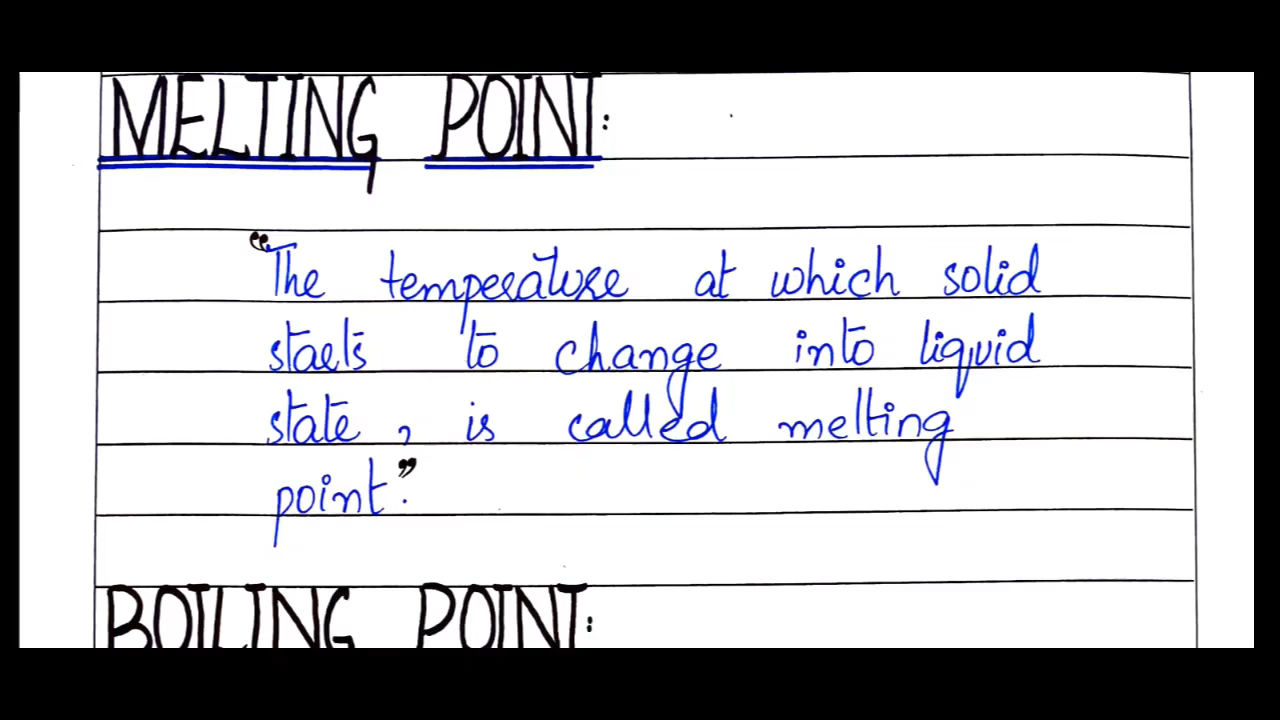 MELTING POINT:
“The temperature at which solid
starts to change into liquid
state, is called melting
point.”
BOILING POINT: